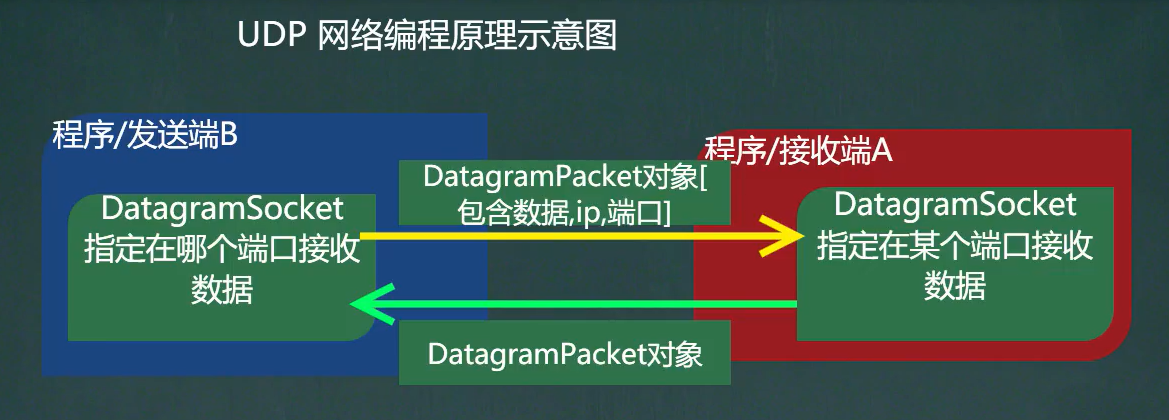 UDP 网络编程原理示意图
程序/发送端B
DatagramSocket
指定在哪个端口接收
数据
DatagramPacket对象[
包含数据,ip,端口]
DatagramPacket对象
程序/接收端A
DatagramSocket
指定在某个端口接收
数据